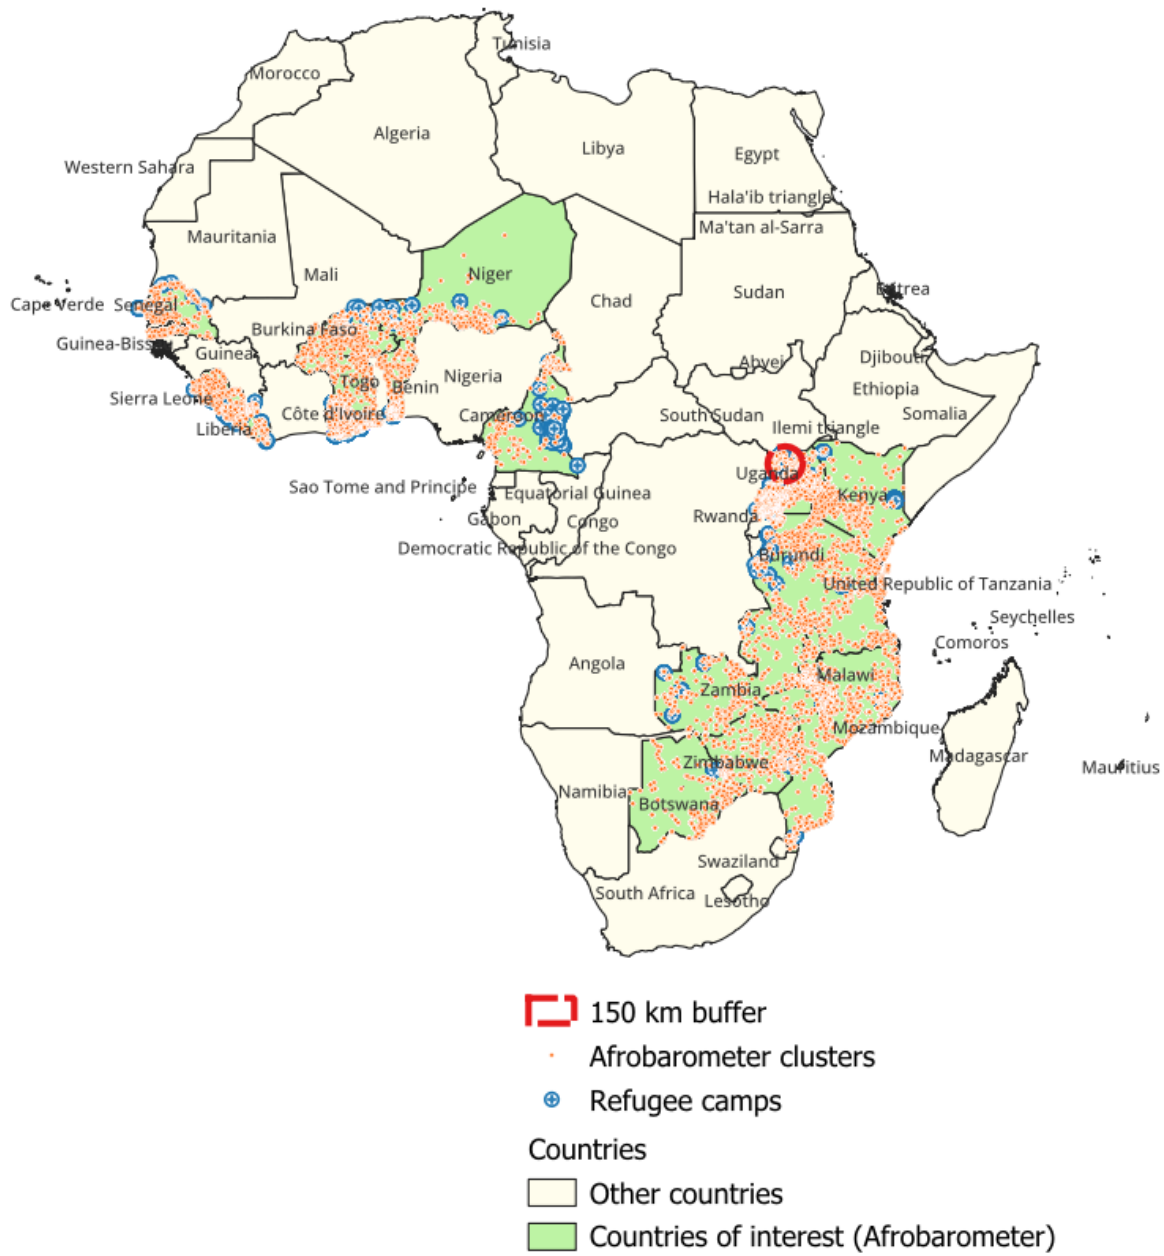 Tunisia
Morocco
Algeria
Libya
Egypt
Western Sahara
Hala'ib triangle
Ma'tan al-Sarra
Mauritania
Mali
Niger
Chad
Sudan
Eritrea
Cape Verde
Senegal
Burkina Faso
Guinea-Biss
Guinea
Djibouti
Abyei
Ethiopia
Togo
Benin
Nigeria
Sierra Leone
Côte d'Ivoire
Cameroon
South Sudan
Somalia
Liberia
Ilemi triangle
Uganda
Sao Tome and Principe
Equatorial Guinea
Kenya
Gabon
Congo
Rwanda
Democratic Republic of the Congo
Burundi
United Republic of Tanzania
Seychelles
Comoros
Angola
Malawi
Zambia
Mozambique
Madagascar
Mauritius
Zimbabwe
Namibia
Botswana
Swaziland
South Africa
Lesotho
150 km buffer
Afrobarometer clusters
Refugee camps
Countries
Other countries
Countries of interest (Afrobarometer)